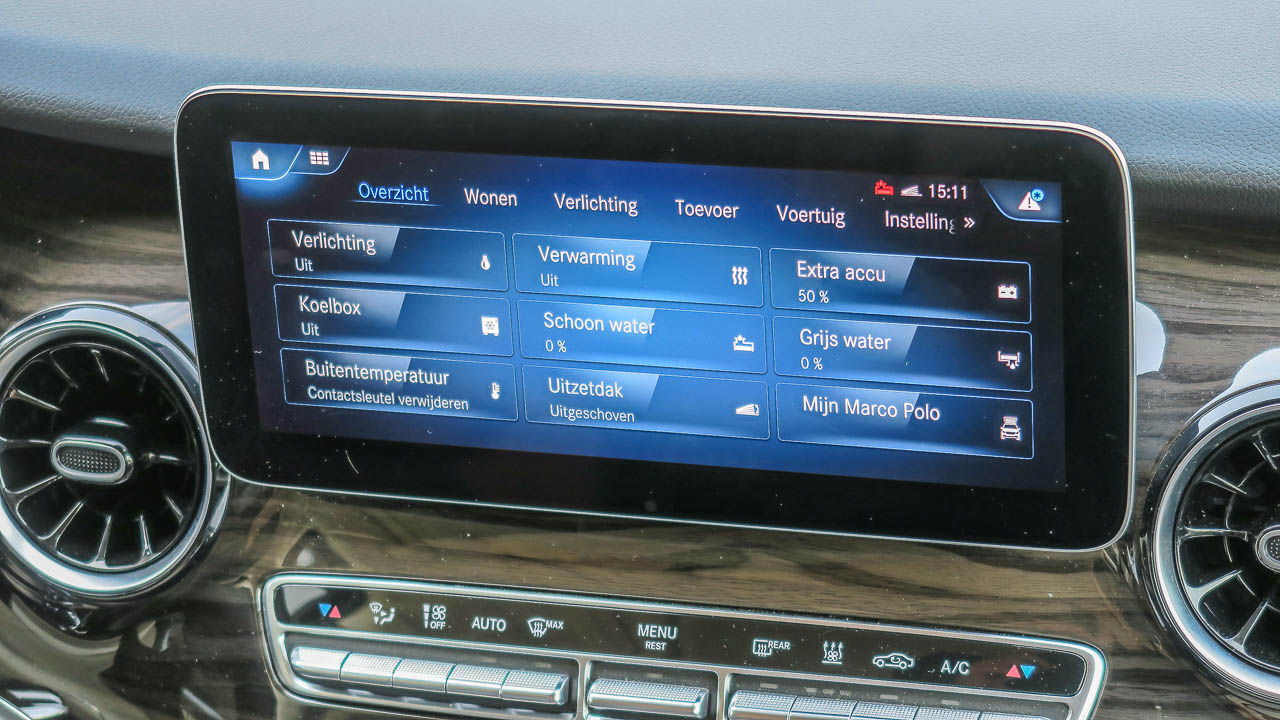 15:11
Overzicht Wonen Verlichting Toevoer Voertuig Instelling »
Verlichting
Uit
Verwarming
Uit
Extra accu
50 %
Koelbox
Uit
Schoon water
0 %
Grijs water
0 %
Buitentemperatuur
Contactsleutel verwijderen
Uitzetdak
Uitgeschoven
Mijn Marco Polo
OFF
AUTO
MAX
MENU
REST
REAR
A/C